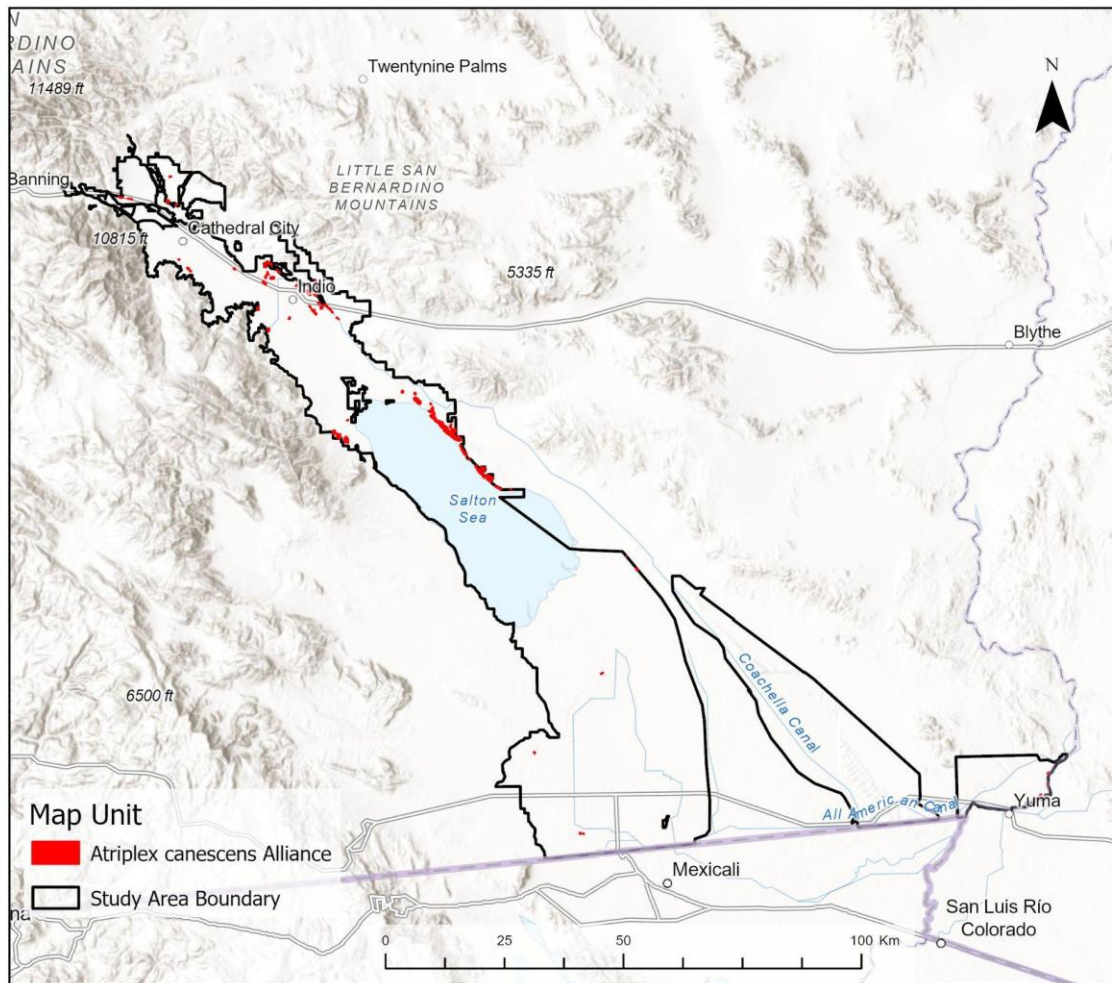 N
RDINO
AINS
11489 ft
Twentynine Palms
N
LITTLE SAN
BERNARDINO
MOUNTAINS
Banning
Cathedral City
10815 ft
5335 ft
Indio
Blythe
Salton
Sea
6500 ft
Coachella Canal
All American Canal
Yuma
Map Unit
Atriplex canescens Alliance
Study Area Boundary
Mexicali
San Luis Río
Colorado
na
0 25 50 100 Km